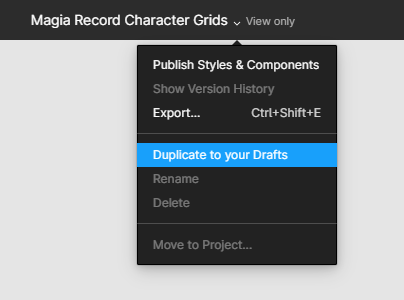 Magia Record Character Grids View only
Publish Styles & Components
Show Version History
Export... Ctrl+Shift+E
Duplicate to your Drafts
Rename
Delete
Move to Project...